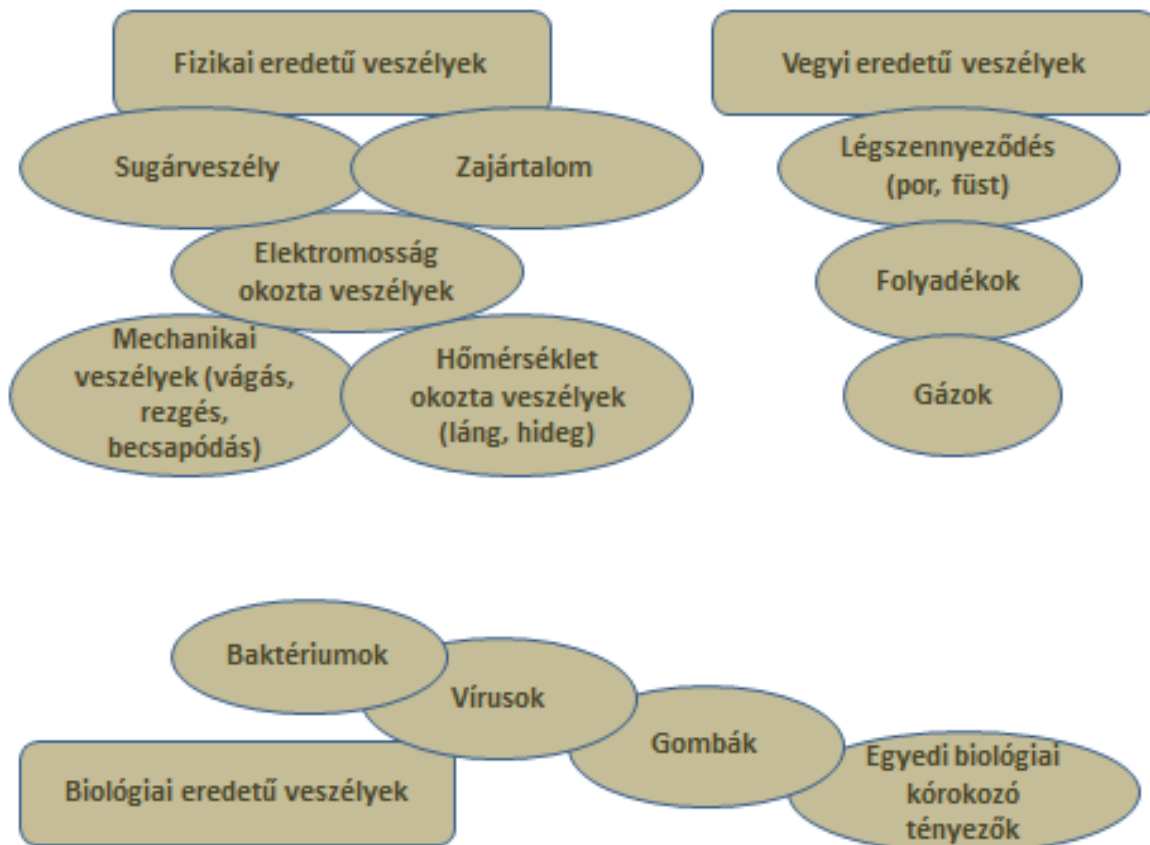 Fizikai eredetű veszélyek
Sugárveszély
Zajártalom
Elektromosság
okozta veszélyek
Mechanikai
veszélyek (vágás,
rezgés,
becsapódás)
Hőmérséklet
okozta veszélyek
(láng, hideg)
Vegyi eredetű veszélyek
Légszennyeződés
(por, füst)
Folyadékok
Gázok
Baktériumok
Vírusok
Gombák
Egyedi biológiai
kórokozó
tényezők
Biológiai eredetű veszélyek